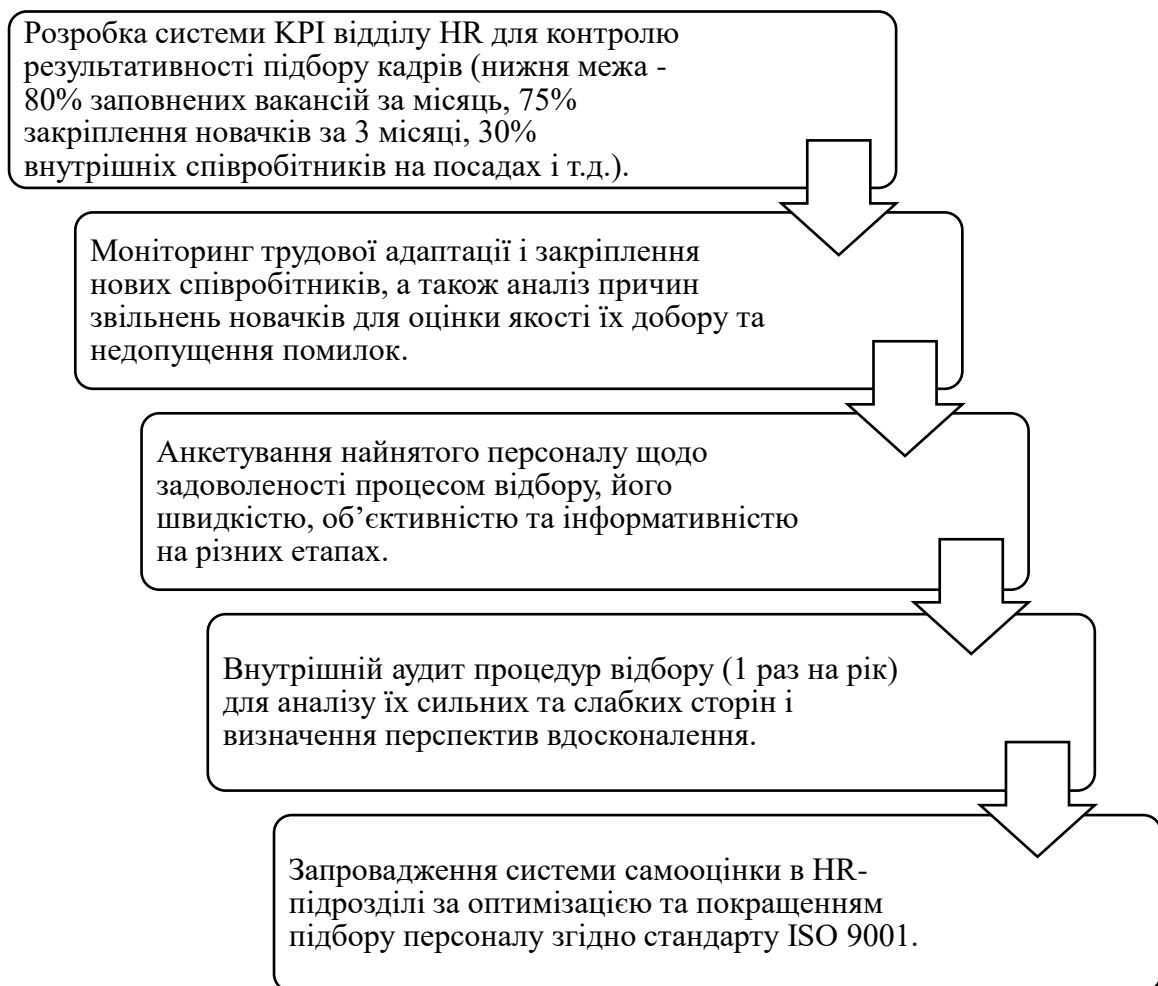 Розробка системи KPI відділу HR для контролю
результативності підбору кадрів (нижня межа -
80% заповнених вакансій за місяць, 75%
закріплення новачків за 3 місяці, 30%
внутрішніх співробітників на посадах і т.д.).
Моніторинг трудової адаптації і закріплення
нових співробітників, а також аналіз причин
звільнень новачків для оцінки якості їх добору та
недопущення помилок.
Анкетування найнятого персоналу щодо
задоволеності процесом відбору, його
швидкістю, об’єктивністю та інформативністю
на різних етапах.
Внутрішній аудит процедур відбору (1 раз на рік)
для аналізу їх сильних та слабких сторін і
визначення перспектив вдосконалення.
Запровадження системи самооцінки в HR-
підрозділі за оптимізацією та покращенням
підбору персоналу згідно стандарту ISO 9001.